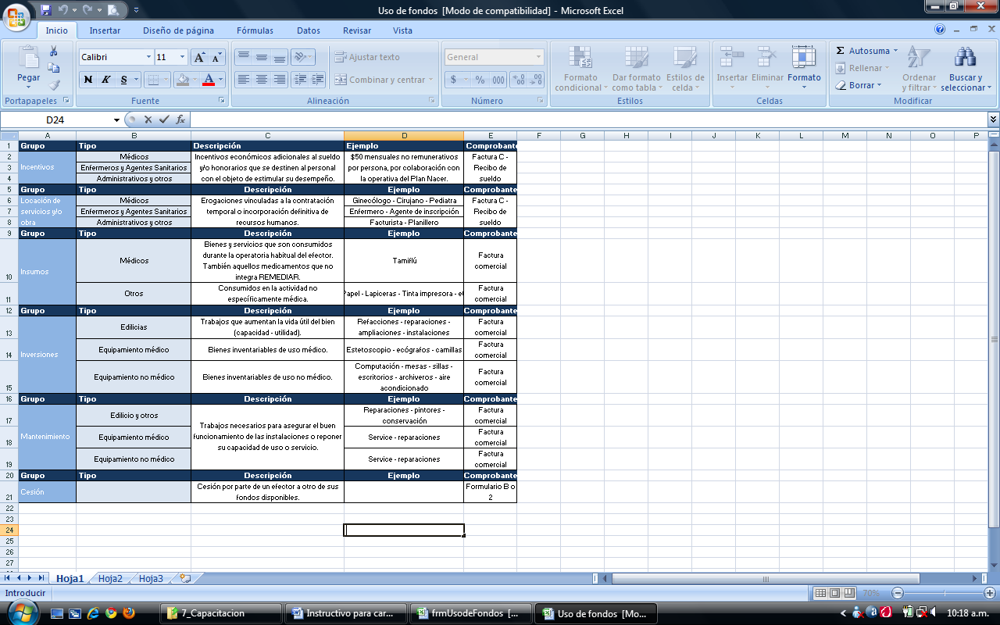 Uso de fondos [Modo de compatibilidad] - Microsoft Excel
Inicio Insertar Diseño de página Fórmulas Datos Revisar Vista
Pegar
Portapapeles
Calibri 11
N K S
Fuente
Ajustar texto
Combinar y centrar
Alineación
General
$ % 000
Número
Formato condicional
Dar formato como tabla
Estilos de celda
Estilos
Insertar Eliminar Formato
Celdas
Autosuma
Rellenar
Borrar
Ordenar y filtrar
Buscar y seleccionar
Modificar
D24
fx
A B C D E F G H I J K L M N O P
1 Grupo Tipo Descripción Ejemplo Comprobante
Incentivos
2 Médicos
3 Enfermeros y Agentes Sanitarios
4 Administrativos y otros
Incentivos económicos adicionales al sueldo
y/o honorarios que se destinen al personal
con el objeto de estimular su desempeño.
$50 mensuales no remunerativos
por persona, por colaboración con
la operativa del Plan Nacer.
Factura C -
Recibo de
sueldo
5 Grupo Tipo Descripción Ejemplo Comprobante
Locación de
servicios y/o
obra
6 Médicos
7 Enfermeros y Agentes Sanitarios
8 Administrativos y otros
Erogaciones vinculadas a la contratación
temporal o incorporación definitiva de
recursos humanos.
Ginecólogo - Cirujano - Pediatra
Enfermero - Agente de inscripción
Facturista - Planillero
Factura C -
Recibo de
sueldo
9 Grupo Tipo Descripción Ejemplo Comprobante
Insumos
10 Médicos
Bienes y servicios que son consumidos
durante la operatoria habitual del efector.
También aquellos medicamentos que no
integra REMEDIAR.
Tamiflú
Factura
comercial
11 Otros
Consumidos en la actividad no
específicamente médica.
Papel - Lapiceras - Tinta impresora - et
Factura
comercial
12 Grupo Tipo Descripción Ejemplo Comprobante
Inversiones
13 Edilicias
Trabajos que aumentan la vida útil del bien
(capacidad - utilidad).
Refacciones - reparaciones -
ampliaciones - instalaciones
Factura
comercial
14 Equipamiento médico
Bienes inventariables de uso médico.
Estetoscopio - ecógrafos - camillas
Factura
comercial
15 Equipamiento no médico
Bienes inventariables de uso no médico.
Computación - mesas - sillas -
escritorios - archiveros - aire
acondicionado
Factura
comercial
16 Grupo Tipo Descripción Ejemplo Comprobante
Mantenimiento
17 Edilicio y otros
Trabajos necesarios para asegurar el buen
funcionamiento de las instalaciones o reponer
su capacidad de uso o servicio.
Reparaciones - pintores -
conservación
Factura
comercial
18 Equipamiento médico
Service - reparaciones
Factura
comercial
19 Equipamiento no médico
Service - reparaciones
Factura
comercial
20 Grupo Tipo Descripción Ejemplo Comprobante
21 Cesión
Cesión por parte de un efector a otro de sus
fondos disponibles.
Formulario B o
2
22
23
24
25
26
27
Hoja1 Hoja2 Hoja3
Introducir 70%
7_Capacitacion Instructivo para car... frmUsodeFondos [... Uso de fondos [Mo... 10:18 a.m.